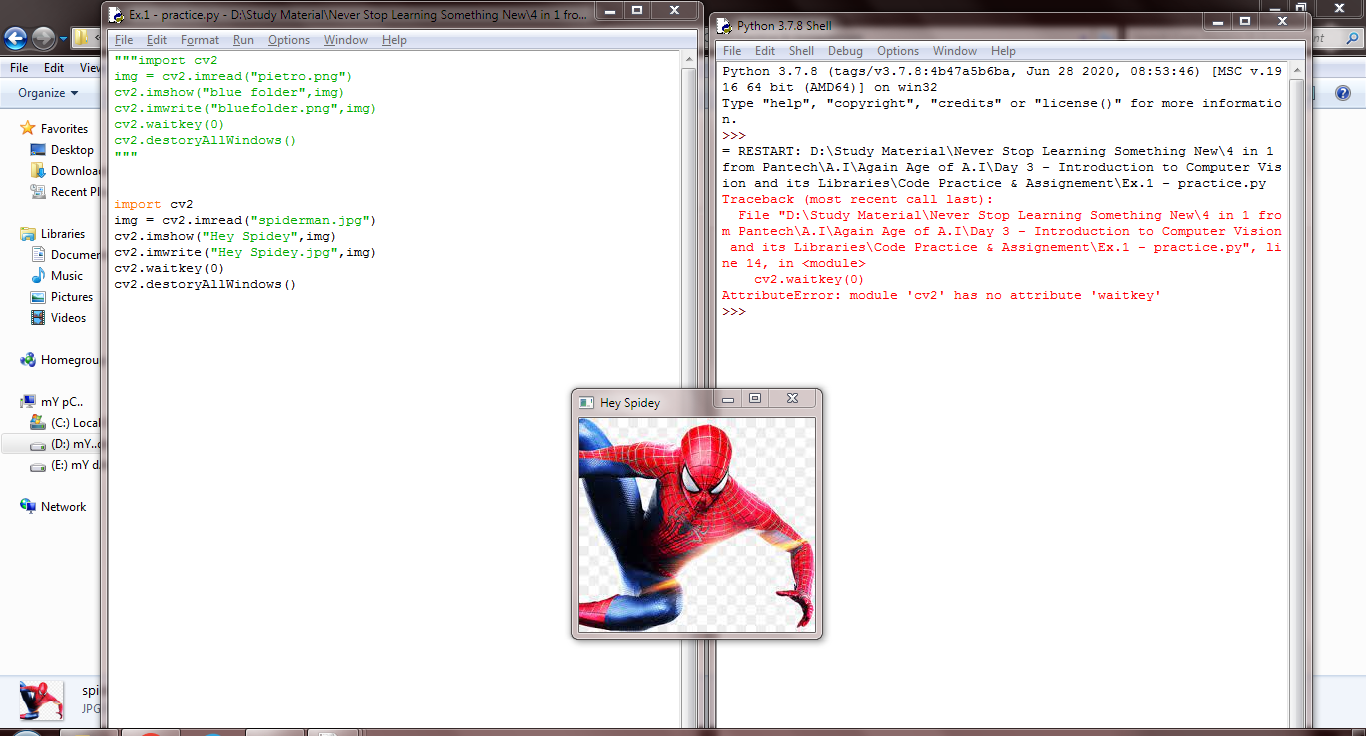 Ex.1 - practice.py - D:\Study Material\Never Stop Learning Something New\4 in 1 fro...
File Edit Format Run Options Window Help
"""import cv2
img = cv2.imread("pietro.png")
cv2.imshow("blue folder",img)
cv2.imwrite("bluefolder.png",img)
cv2.waitkey(0)
cv2.destoryAllWindows()
"""
import cv2
img = cv2.imread("spiderman.jpg")
cv2.imshow("Hey Spidey",img)
cv2.imwrite("Hey Spidey.jpg",img)
cv2.waitkey(0)
cv2.destoryAllWindows()
Python 3.7.8 Shell
File Edit Shell Debug Options Window Help
Python 3.7.8 (tags/v3.7.8:4b47a5b6ba, Jun 28 2020, 08:53:46) [MSC v.19
16 64 bit (AMD64)] on win32
Type "help", "copyright", "credits" or "license()" for more informatio
n.
>>>
= RESTART: D:\Study Material\Never Stop Learning Something New\4 in 1
from Pantech\A.I\Again Age of A.I\Day 3 - Introduction to Computer Vis
ion and its Libraries\Code Practice & Assignement\Ex.1 - practice.py
Traceback (most recent call last):
File "D:\Study Material\Never Stop Learning Something New\4 in 1 fro
m Pantech\A.I\Again Age of A.I\Day 3 - Introduction to Computer Vision
and its Libraries\Code Practice & Assignement\Ex.1 - practice.py", li
ne 14, in <module>
cv2.waitkey(0)
AttributeError: module 'cv2' has no attribute 'waitkey'
>>>
Hey Spidey
File Edit View
Organize
Favorites
Desktop
Downloa
Recent Pl
Libraries
Documen
Music
Pictures
Videos
Homegrou
mY pC..
(C:) Local
(D:) mY..d
(E:) mY d
Network
spi
JPG